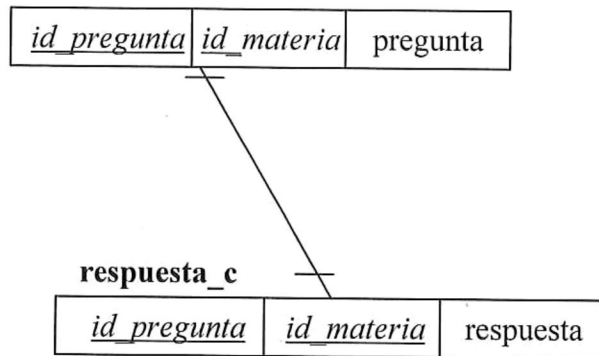 id_pregunta id_materia pregunta
respuesta_c
id_pregunta id_materia respuesta